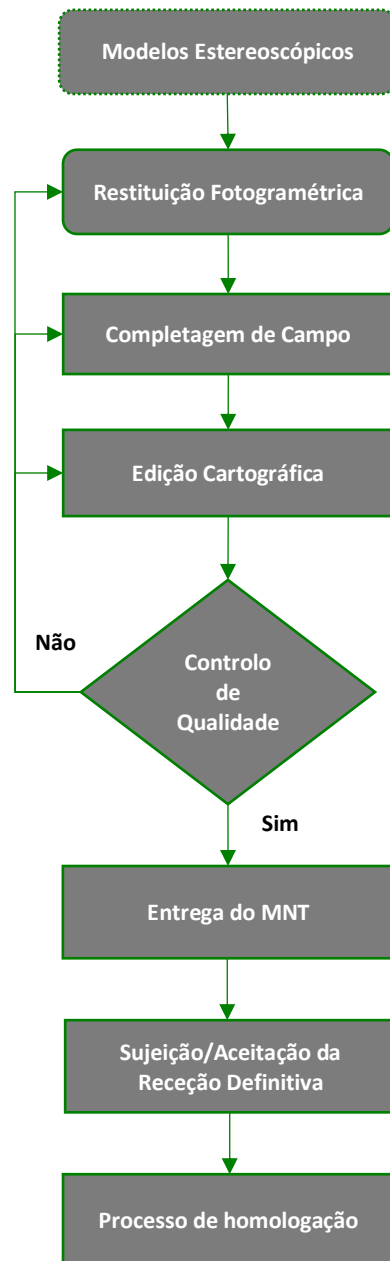 Modelos Estereoscópicos
Restituição Fotogramétrica
Completagem de Campo
Edição Cartográfica
Não
Controlo
de
Qualidade
Sim
Entrega do MNT
Sujeição/Aceitação da
Receção Definitiva
Processo de homologação